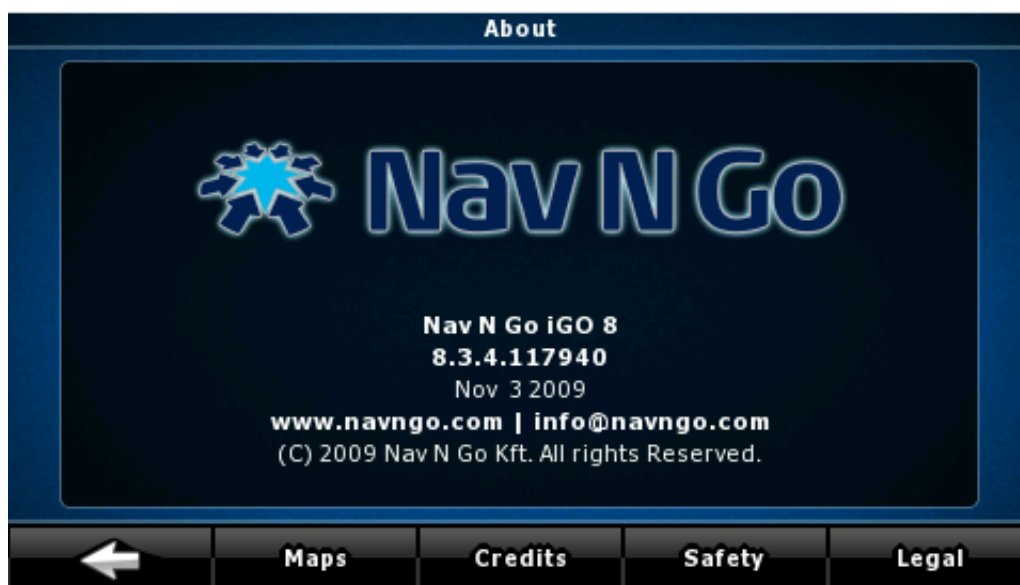 About
Nav N Go
Nav N Go iGO 8
8.3.4.117940
Nov 3 2009
www.navngo.com | info@navngo.com
(C) 2009 Nav N Go Kft. All rights Reserved.
Maps Credits Safety Legal